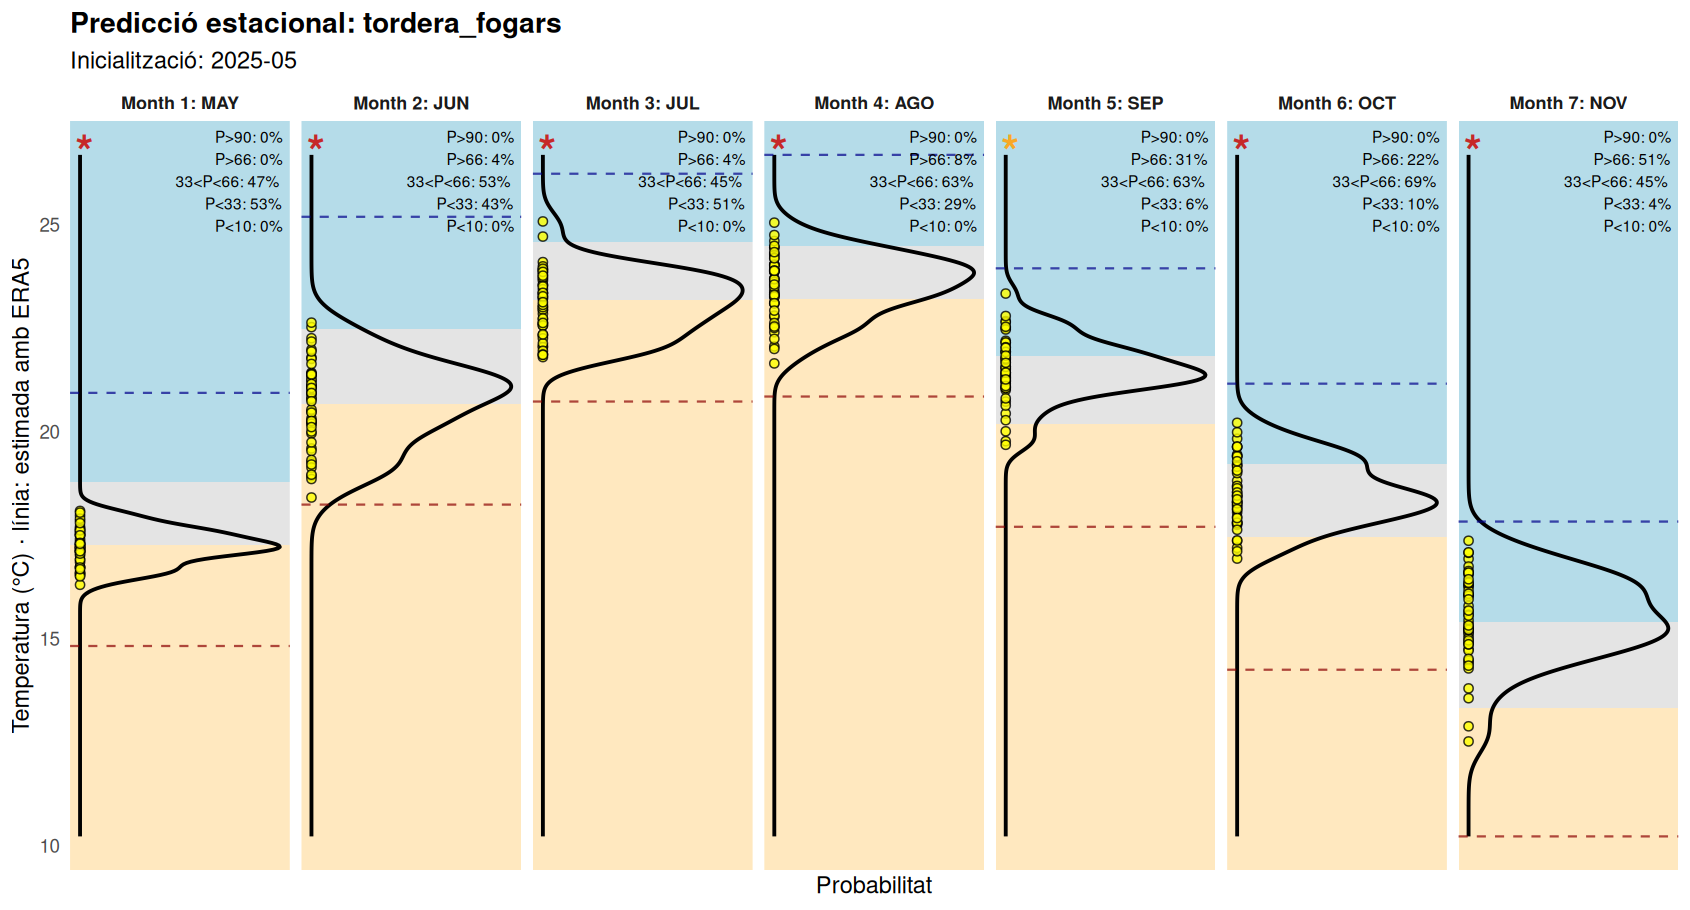 Predicció estacional: tordera_fogars
Inicialització: 2025-05
Month 1: MAY
Month 2: JUN
Month 3: JUL
Month 4: AGO
Month 5: SEP
Month 6: OCT
Month 7: NOV
P>90: 0%
P>66: 0%
33<P<66: 47%
P<33: 53%
P<10: 0%
P>90: 0%
P>66: 4%
33<P<66: 53%
P<33: 43%
P<10: 0%
P>90: 0%
P>66: 4%
33<P<66: 45%
P<33: 51%
P<10: 0%
P>90: 0%
P>66: 8%
33<P<66: 63%
P<33: 29%
P<10: 0%
P>90: 0%
P>66: 31%
33<P<66: 63%
P<33: 6%
P<10: 0%
P>90: 0%
P>66: 22%
33<P<66: 69%
P<33: 10%
P<10: 0%
P>90: 0%
P>66: 51%
33<P<66: 45%
P<33: 4%
P<10: 0%
Temperatura (°C) · línia: estimada amb ERA5
25
20
15
10
Probabilitat